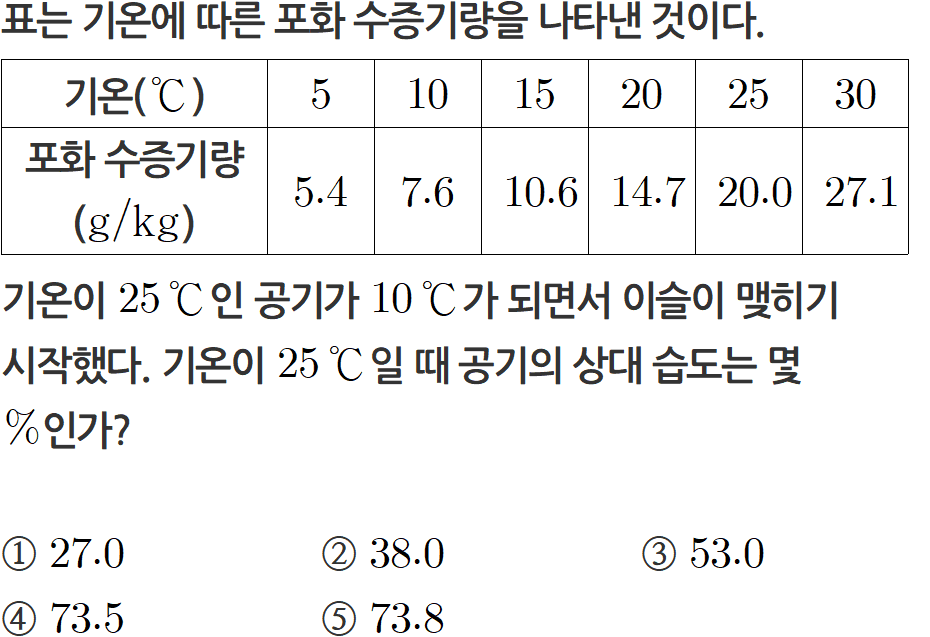 표는 기온에 따른 포화 수증기량을 나타낸 것이다.
기온(℃) 5 10 15 20 25 30
포화 수증기량
(g/kg) 5.4 7.6 10.6 14.7 20.0 27.1
기온이 25℃인 공기가 10℃가 되면서 이슬이 맺히기
시작했다. 기온이 25℃일 때 공기의 상대 습도는 몇
%인가?
① 27.0 ② 38.0 ③ 53.0
④ 73.5 ⑤ 73.8